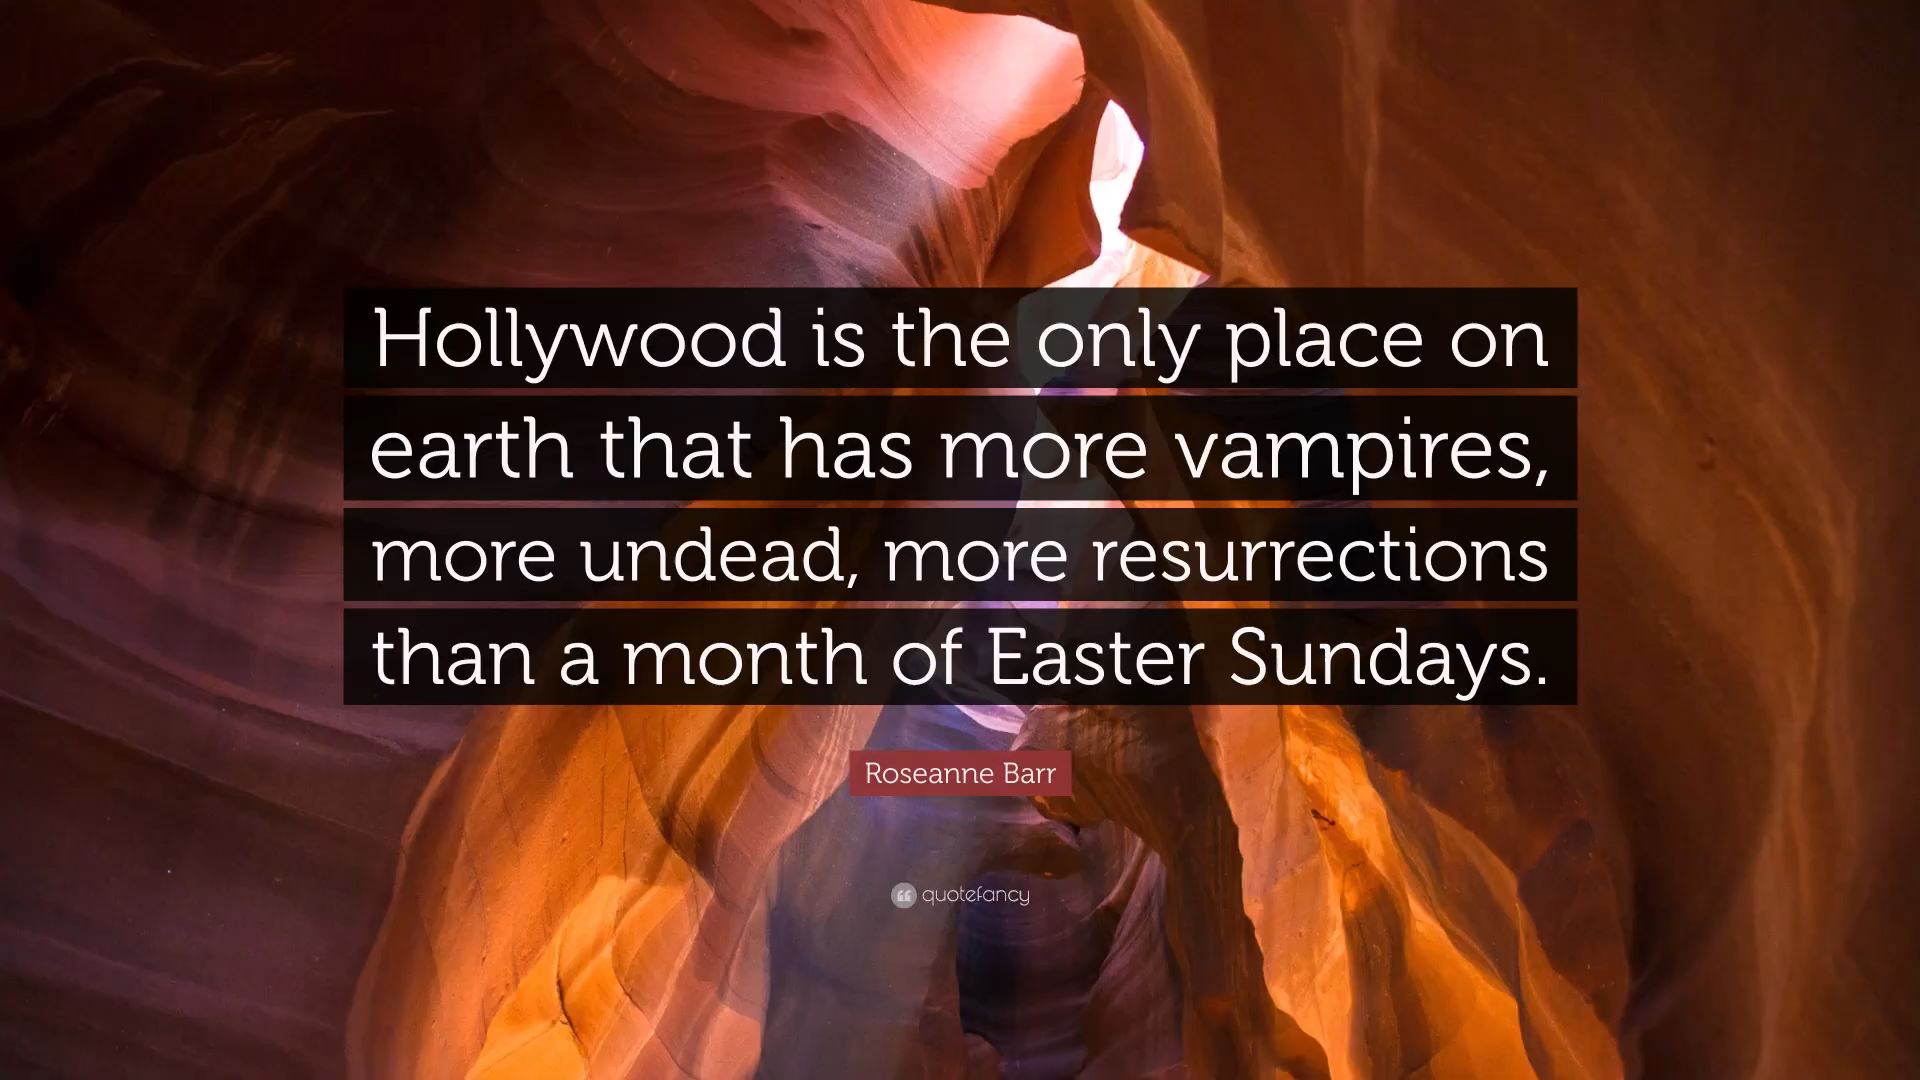 Hollywood is the only place on
earth that has more vampires,
more undead, more resurrections
than a month of Easter Sundays.
Roseanne Barr
quotefancy